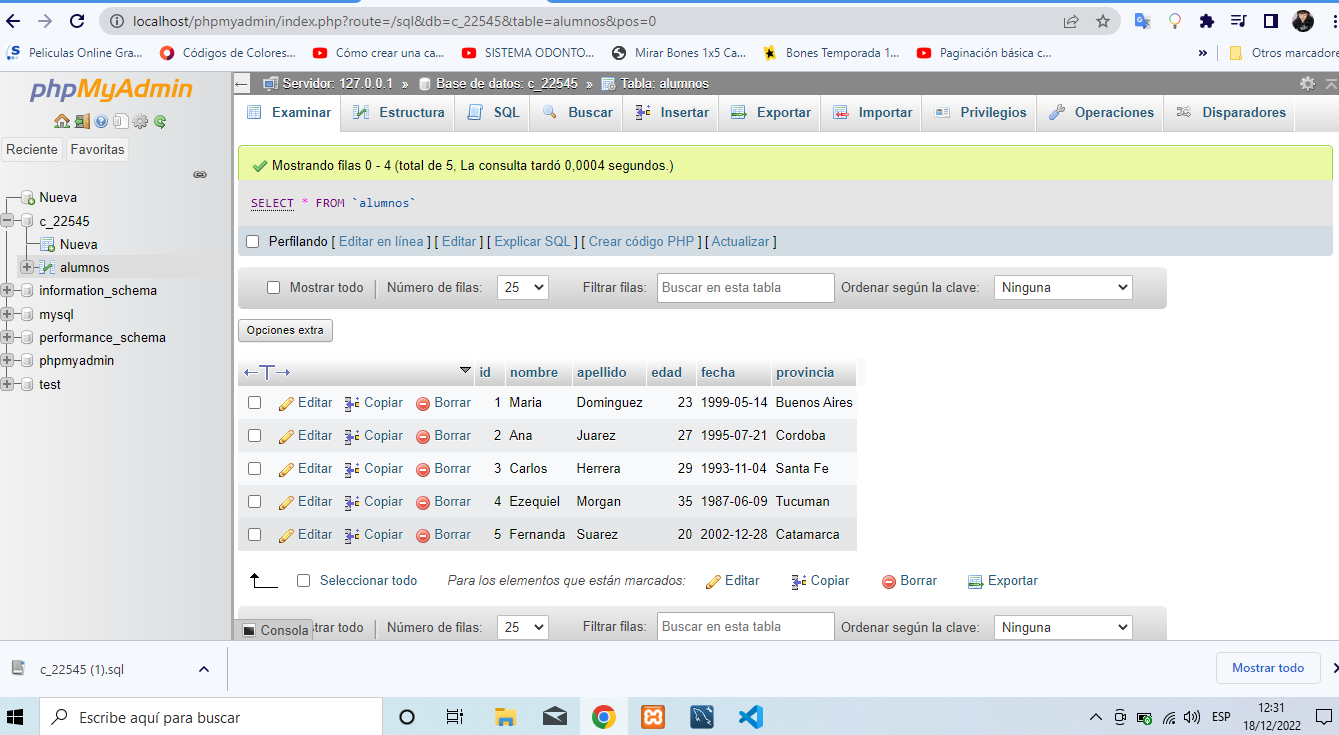 localhost/phpmyadmin/index.php?route=/sql&db=c_22545&table=alumnos&pos=0
Peliculas Online Gra... Códigos de Colores... Cómo crear una ca... SISTEMA ODONTO... Mirar Bones 1x5 Ca... Bones Temporada 1... Paginación básica c... » Otros marcadores
phpMyAdmin
Reciente Favoritas
Nueva
c_22545
Nueva
alumnos
information_schema
mysql
performance_schema
phpmyadmin
test
Servidor: 127.0.0.1 » Base de datos: c_22545 » Tabla: alumnos
Examinar Estructura SQL Buscar Insertar Exportar Importar Privilegios Operaciones Disparadores
Mostrando filas 0 - 4 (total de 5, La consulta tardó 0,0004 segundos.)
SELECT * FROM `alumnos`
Perfilando [ Editar en línea ] [ Editar ] [ Explicar SQL ] [ Crear código PHP ] [ Actualizar ]
Mostrar todo | Número de filas: 25 Filtrar filas: Buscar en esta tabla Ordenar según la clave: Ninguna
Opciones extra
←T→ id nombre apellido edad fecha provincia
Editar Copiar Borrar 1 Maria Dominguez 23 1999-05-14 Buenos Aires
Editar Copiar Borrar 2 Ana Juarez 27 1995-07-21 Cordoba
Editar Copiar Borrar 3 Carlos Herrera 29 1993-11-04 Santa Fe
Editar Copiar Borrar 4 Ezequiel Morgan 35 1987-06-09 Tucuman
Editar Copiar Borrar 5 Fernanda Suarez 20 2002-12-28 Catamarca
Seleccionar todo Para los elementos que están marcados: Editar Copiar Borrar Exportar
Consola strar todo | Número de filas: 25 Filtrar filas: Buscar en esta tabla Ordenar según la clave: Ninguna
c_22545 (1).sql Mostrar todo
Escribe aquí para buscar ESP 12:31
18/12/2022